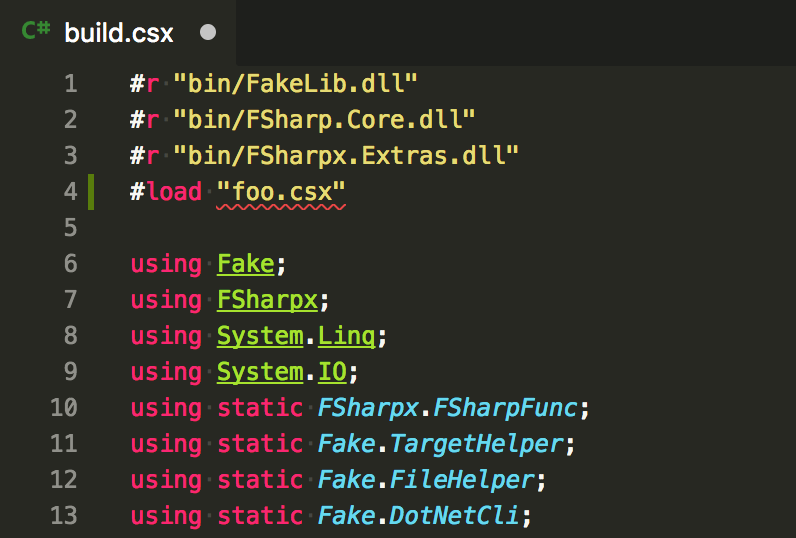 C# build.csx
1 #r "bin/FakeLib.dll"
2 #r "bin/FSharp.Core.dll"
3 #r "bin/FSharpx.Extras.dll"
4 #load "foo.csx"
5
6 using Fake;
7 using FSharpx;
8 using System.Linq;
9 using System.IO;
10 using static FSharpx.FSharpFunc;
11 using static Fake.TargetHelper;
12 using static Fake.FileHelper;
13 using static Fake.DotNetCli;